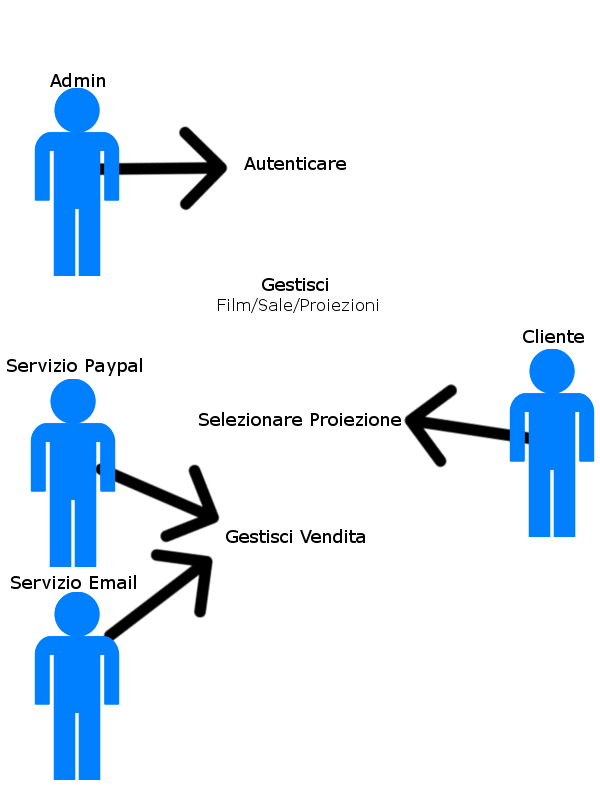 Admin
Autenticare
Gestisci
Film/Sale/Proiezioni
Cliente
Servizio Paypal
Selezionare Proiezione
Gestisci Vendita
Servizio Email